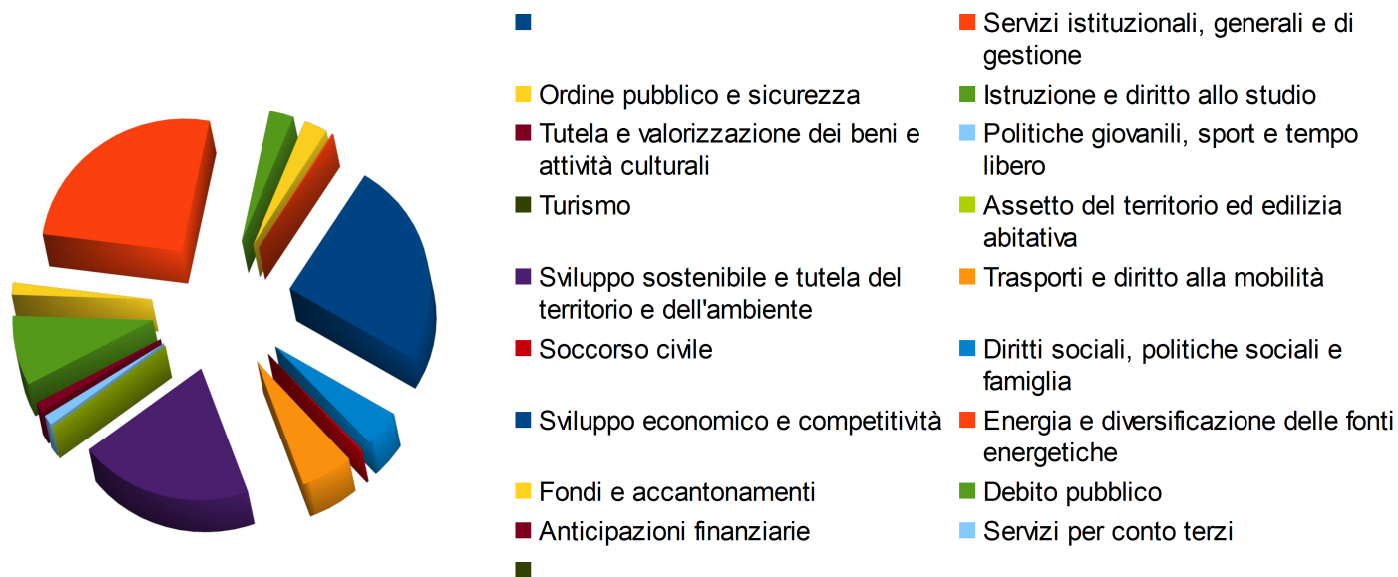 Servizi istituzionali, generali e di
gestione
Ordine pubblico e sicurezza
Istruzione e diritto allo studio
Tutela e valorizzazione dei beni e
attività culturali
Politiche giovanili, sport e tempo
libero
Turismo
Assetto del territorio ed edilizia
abitativa
Sviluppo sostenibile e tutela del
territorio e dell'ambiente
Trasporti e diritto alla mobilità
Soccorso civile
Diritti sociali, politiche sociali e
famiglia
Sviluppo economico e competitività
Energia e diversificazione delle fonti
energetiche
Fondi e accantonamenti
Debito pubblico
Anticipazioni finanziarie
Servizi per conto terzi